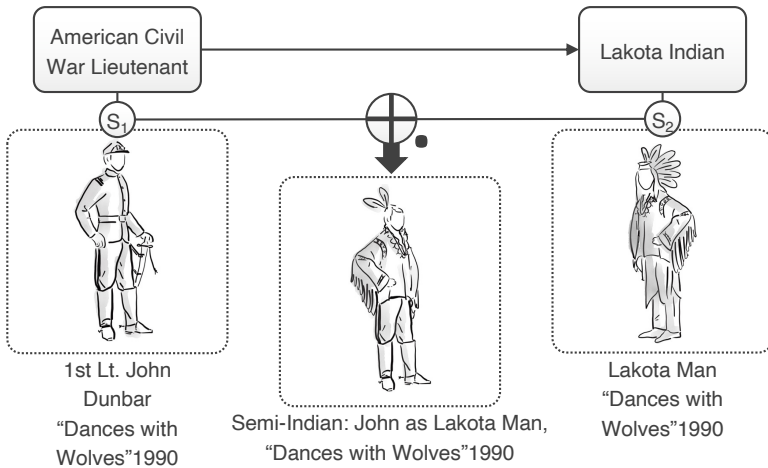 American Civil
War Lieutenant
Lakota Indian
S1
S2
1st Lt. John
Dunbar
“Dances with
Wolves”1990
Semi-Indian: John as Lakota Man,
“Dances with Wolves”1990
Lakota Man
“Dances with
Wolves”1990